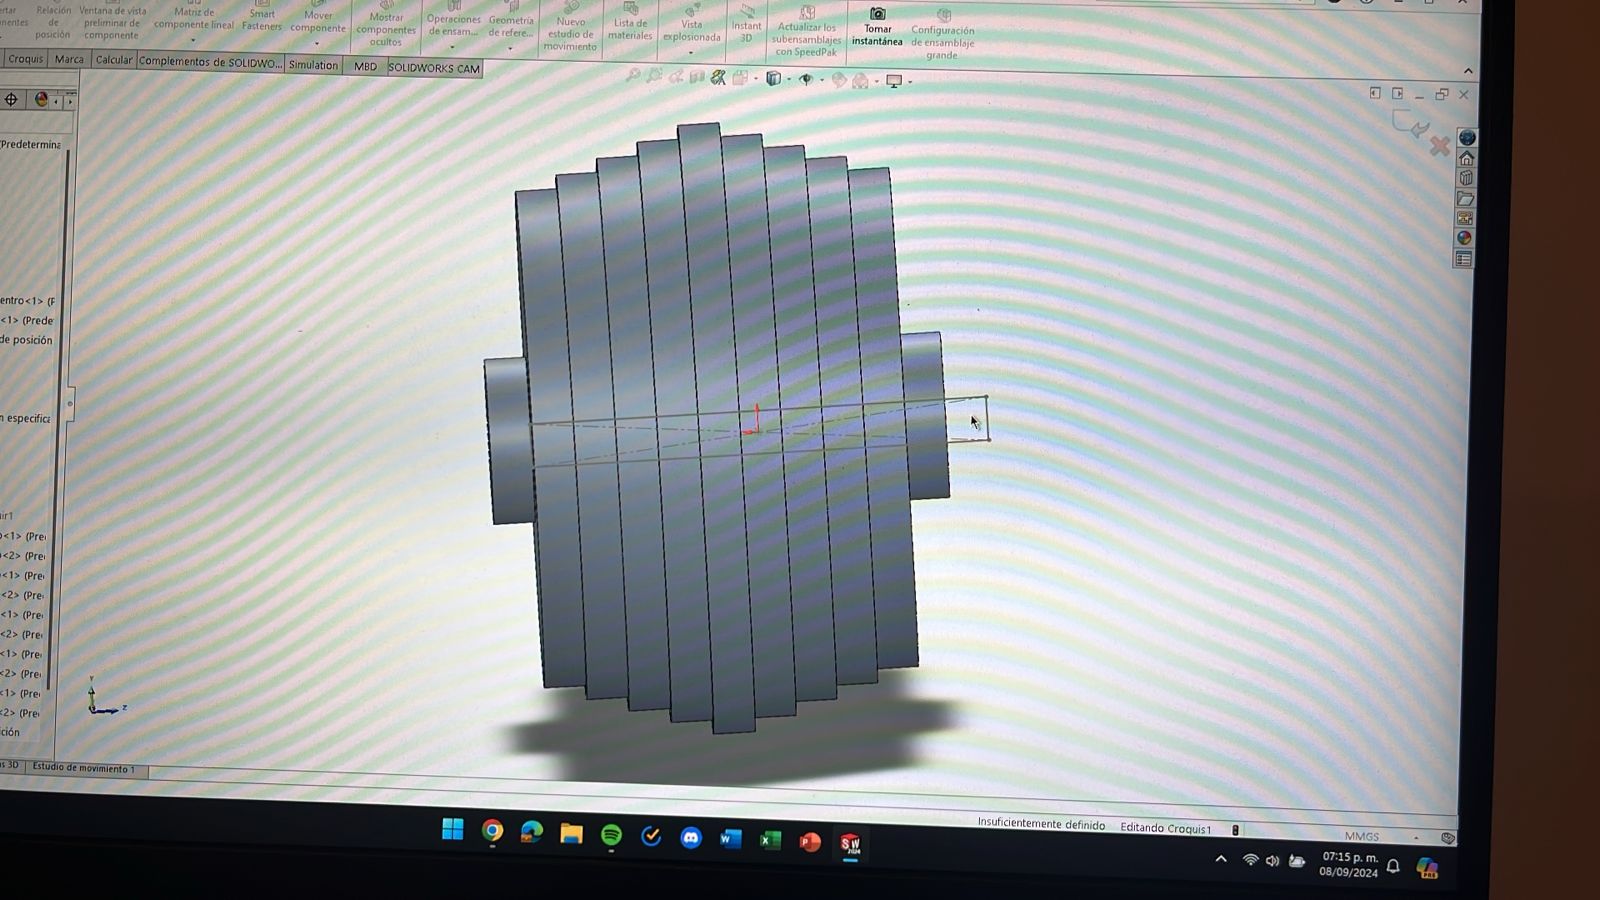 Relación de posición
Ventana de vista preliminar de componente
Matriz de componente lineal
Smart Fasteners
Mover componente
Mostrar componentes ocultos
Operaciones de ensam...
Geometría de refere...
Nuevo estudio de movimiento
Lista de materiales
Vista explosionada
Instant 3D
Actualizar los subensamblajes con SpeedPak
Tomar instantánea
Configuración de ensamblaje grande
Croquis
Marca
Calcular
Complementos de SOLIDWO...
Simulation
MBD
SOLIDWORKS CAM
(Predetermina
entro<1> (F
<1> (Prede
de posición
n especifica
ir1
<1> (Pre
<2> (Pre
<1> (Pre
<2> (Pre
<1> (Pre
<2> (Pre
<1> (Pre
<2> (Pre
<1> (Pre
<2> (Pre
ción
Y
Z
s 3D
Estudio de movimiento 1
Insuficientemente definido
Editando Croquis1
MMGS
07:15 p. m.
08/09/2024